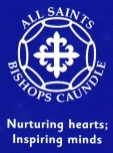 ALL SAINTS
BISHOPS CAUNDLE
Nurturing hearts;
Inspiring minds